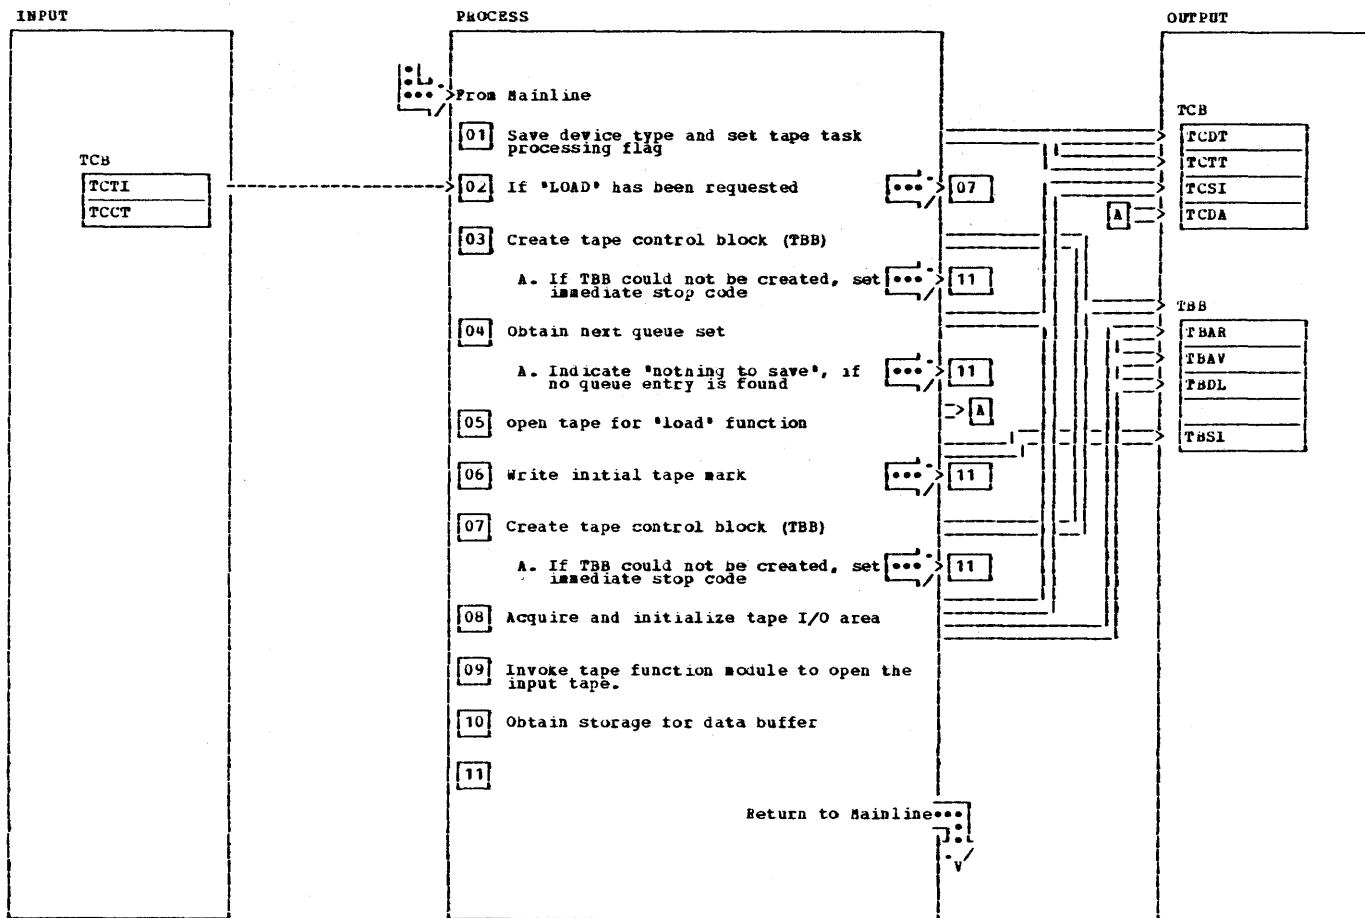 INPUT
PROCESS
OUTPUT
From Mainline
01 Save device type and set tape task
processing flag
TCB
TCTI
TCCT
02 If 'LOAD' has been requested
07
03 Create tape control block (TBB)
A. If TBB could not be created, set
immediate stop code
11
04 Obtain next queue set
A. Indicate 'notning to save', if
no queue entry is found
11
A
05 open tape for 'load' function
06 Write initial tape mark
11
07 Create tape control block (TBB)
A. If TBB could not be created, set
immediate stop code
11
08 Acquire and initialize tape I/O area
09 Invoke tape function module to open the
input tape.
10 Obtain storage for data buffer
11
Return to Mainline
TCB
TCDT
TCTT
TCSI
A
TCDA
TBB
TBAR
TBAV
TBDL
TBSI